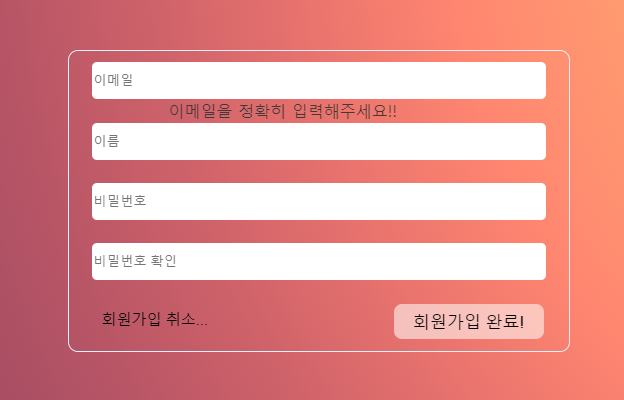 이메일
이메일을 정확히 입력해주세요!!
이름
비밀번호
비밀번호 확인
회원가입 취소...
회원가입 완료!